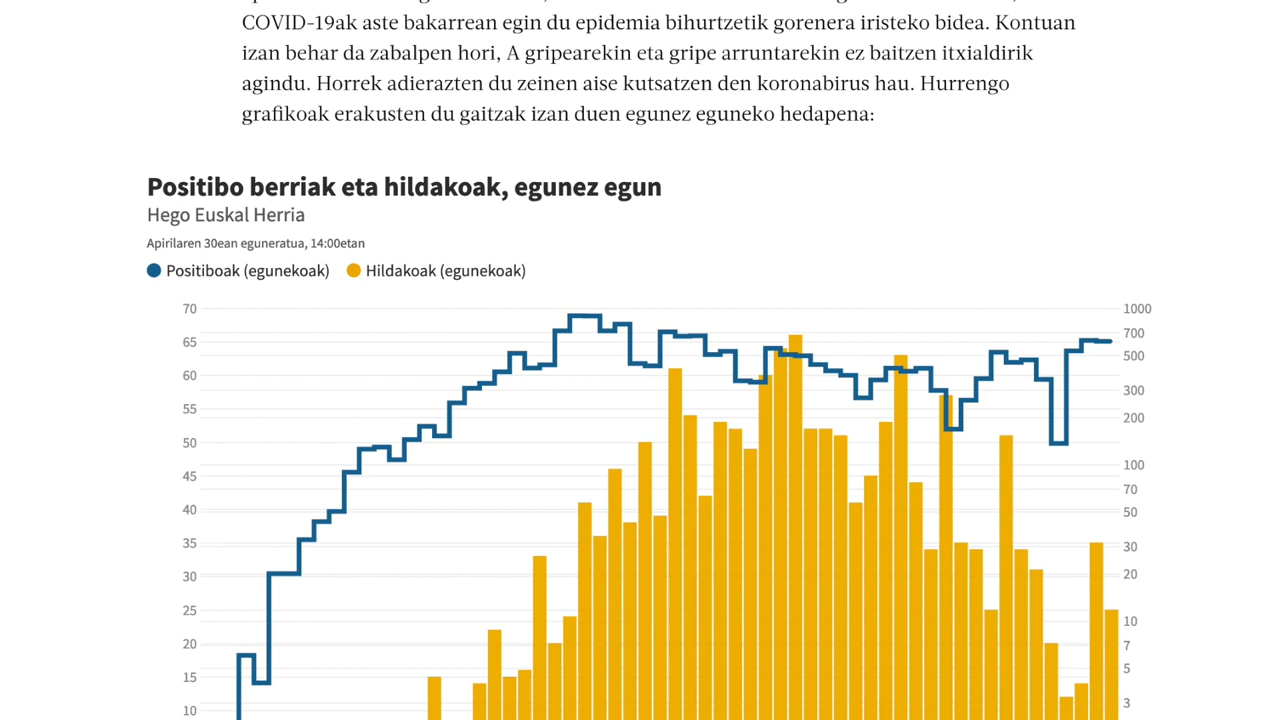 COVID-19ak aste bakarrean egin du epidemia bihurtzetik gorenera iristeko bidea. Kontuan
izan behar da zabalpen hori, A gripearekin eta gripe arruntarekin ez baitzen itxialdirik
agindu. Horrek adierazten du zeinen aise kutsatzen den koronabirus hau. Hurrengo
grafikoak erakusten du gaitzak izan duen egunez eguneko hedapena:
Positibo berriak eta hildakoak, egunez egun
Hego Euskal Herria
Apirilaren 30ean eguneratua, 14:00etan
Positiboak (egunekoak) Hildakoak (egunekoak)
70 1000
700
65
500
60
300
55
200
50
100
45
70
40 50
35 30
30 20
25
10
20 7
15 5
10 3